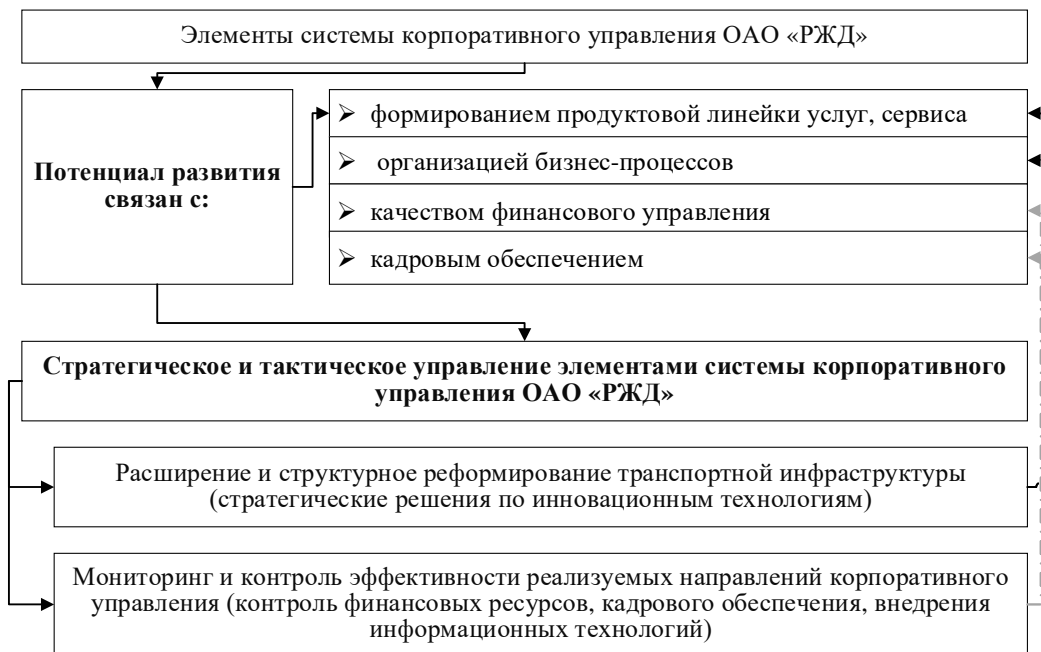 Элементы системы корпоративного управления ОАО «РЖД»
Потенциал развития
связан с:
➢ формированием продуктовой линейки услуг, сервиса
➢ организацией бизнес-процессов
➢ качеством финансового управления
➢ кадровым обеспечением
Стратегическое и тактическое управление элементами системы корпоративного
управления ОАО «РЖД»
Расширение и структурное реформирование транспортной инфраструктуры
(стратегические решения по инновационным технологиям)
Мониторинг и контроль эффективности реализуемых направлений корпоративного
управления (контроль финансовых ресурсов, кадрового обеспечения, внедрения
информационных технологий)